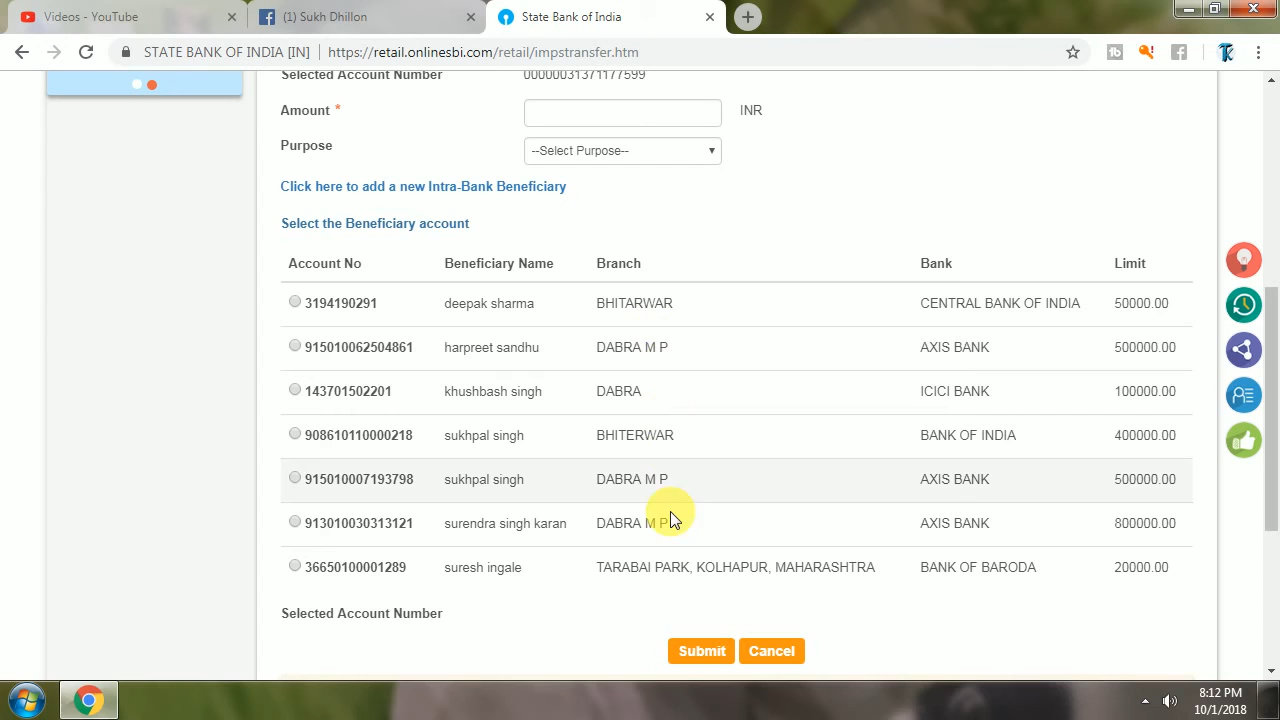 Videos - YouTube
(1) Sukh Dhillon
State Bank of India
STATE BANK OF INDIA [IN]
https://retail.onlinesbi.com/retail/impstransfer.htm
Selected Account Number 00000031371177599
Amount * INR
Purpose --Select Purpose--
Click here to add a new Intra-Bank Beneficiary
Select the Beneficiary account
Account No Beneficiary Name Branch Bank Limit
3194190291 deepak sharma BHITARWAR CENTRAL BANK OF INDIA 50000.00
915010062504861 harpreet sandhu DABRA M P AXIS BANK 500000.00
143701502201 khushbash singh DABRA ICICI BANK 100000.00
908610110000218 sukhpal singh BHITERWAR BANK OF INDIA 400000.00
915010007193798 sukhpal singh DABRA M P AXIS BANK 500000.00
913010030313121 surendra singh karan DABRA M P AXIS BANK 800000.00
36650100001289 suresh ingale TARABAI PARK, KOLHAPUR, MAHARASHTRA BANK OF BARODA 20000.00
Selected Account Number
Submit Cancel
8:12 PM
10/1/2018